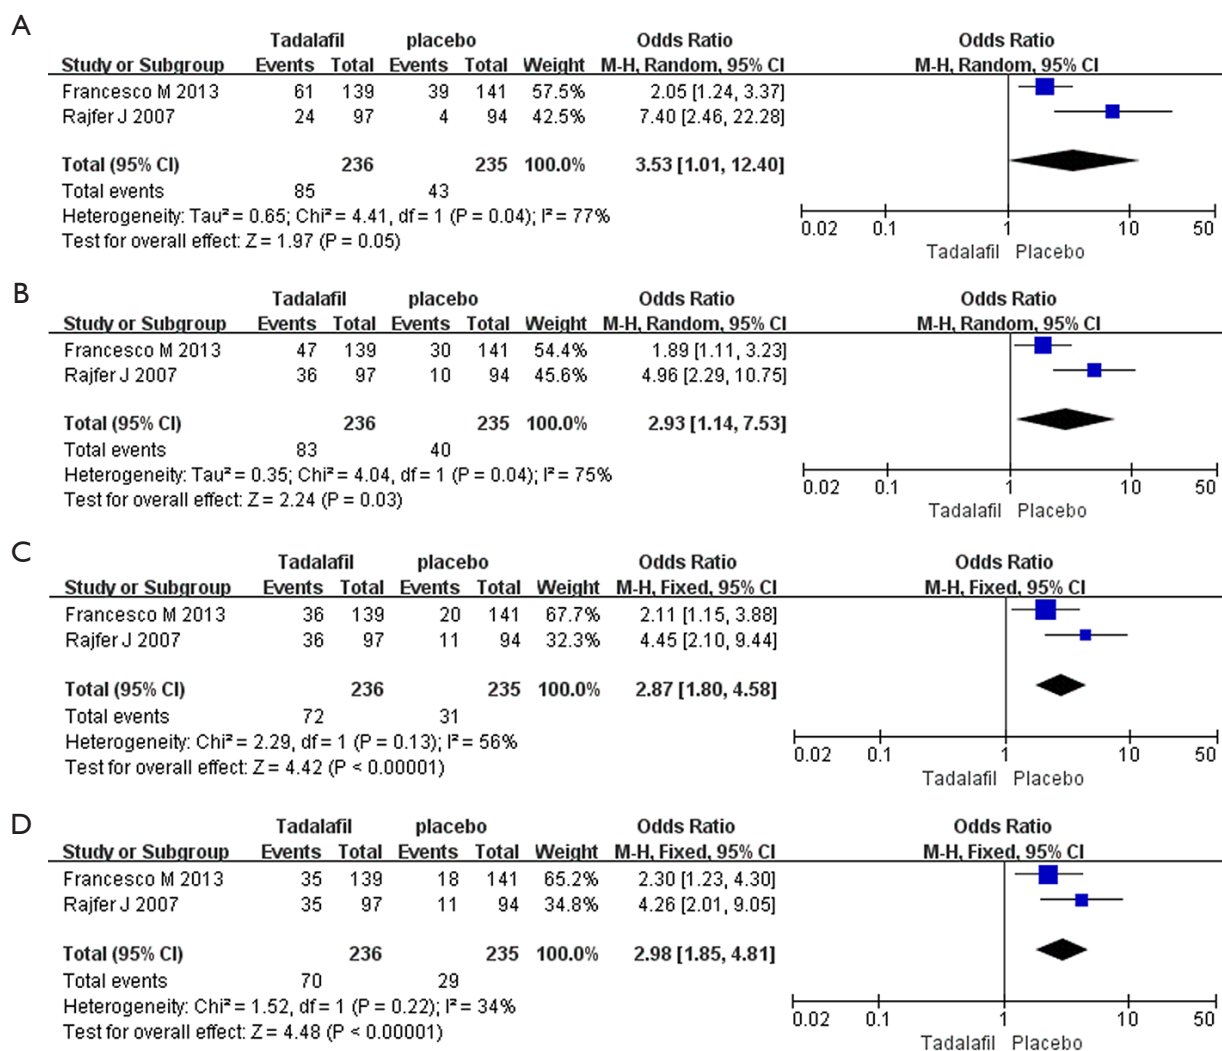 A
Tadalafil placebo Odds Ratio Odds Ratio
Study or Subgroup Events Total Events Total Weight M-H, Random, 95% CI M-H, Random, 95% CI
Francesco M 2013 61 139 39 141 57.5% 2.05 [1.24, 3.37]
Rajfer J 2007 24 97 4 94 42.5% 7.40 [2.46, 22.28]
Total (95% CI) 236 235 100.0% 3.53 [1.01, 12.40]
Total events 85 43
Heterogeneity: Tau² = 0.65; Chi² = 4.41, df = 1 (P = 0.04); I² = 77%
Test for overall effect: Z = 1.97 (P = 0.05)
0.02 0.1 1 10 50
Tadalafil Placebo
B
Tadalafil placebo Odds Ratio Odds Ratio
Study or Subgroup Events Total Events Total Weight M-H, Random, 95% CI M-H, Random, 95% CI
Francesco M 2013 47 139 30 141 54.4% 1.89 [1.11, 3.23]
Rajfer J 2007 36 97 10 94 45.6% 4.96 [2.29, 10.75]
Total (95% CI) 236 235 100.0% 2.93 [1.14, 7.53]
Total events 83 40
Heterogeneity: Tau² = 0.35; Chi² = 4.04, df = 1 (P = 0.04); I² = 75%
Test for overall effect: Z = 2.24 (P = 0.03)
0.02 0.1 1 10 50
Tadalafil Placebo
C
Tadalafil placebo Odds Ratio Odds Ratio
Study or Subgroup Events Total Events Total Weight M-H, Fixed, 95% CI M-H, Fixed, 95% CI
Francesco M 2013 36 139 20 141 67.7% 2.11 [1.15, 3.88]
Rajfer J 2007 36 97 11 94 32.3% 4.45 [2.10, 9.44]
Total (95% CI) 236 235 100.0% 2.87 [1.80, 4.58]
Total events 72 31
Heterogeneity: Chi² = 2.29, df = 1 (P = 0.13); I² = 56%
Test for overall effect: Z = 4.42 (P < 0.00001)
0.02 0.1 1 10 50
Tadalafil Placebo
D
Tadalafil placebo Odds Ratio Odds Ratio
Study or Subgroup Events Total Events Total Weight M-H, Fixed, 95% CI M-H, Fixed, 95% CI
Francesco M 2013 35 139 18 141 65.2% 2.30 [1.23, 4.30]
Rajfer J 2007 35 97 11 94 34.8% 4.26 [2.01, 9.05]
Total (95% CI) 236 235 100.0% 2.98 [1.85, 4.81]
Total events 70 29
Heterogeneity: Chi² = 1.52, df = 1 (P = 0.22); I² = 34%
Test for overall effect: Z = 4.48 (P < 0.00001)
0.02 0.1 1 10 50
Tadalafil Placebo